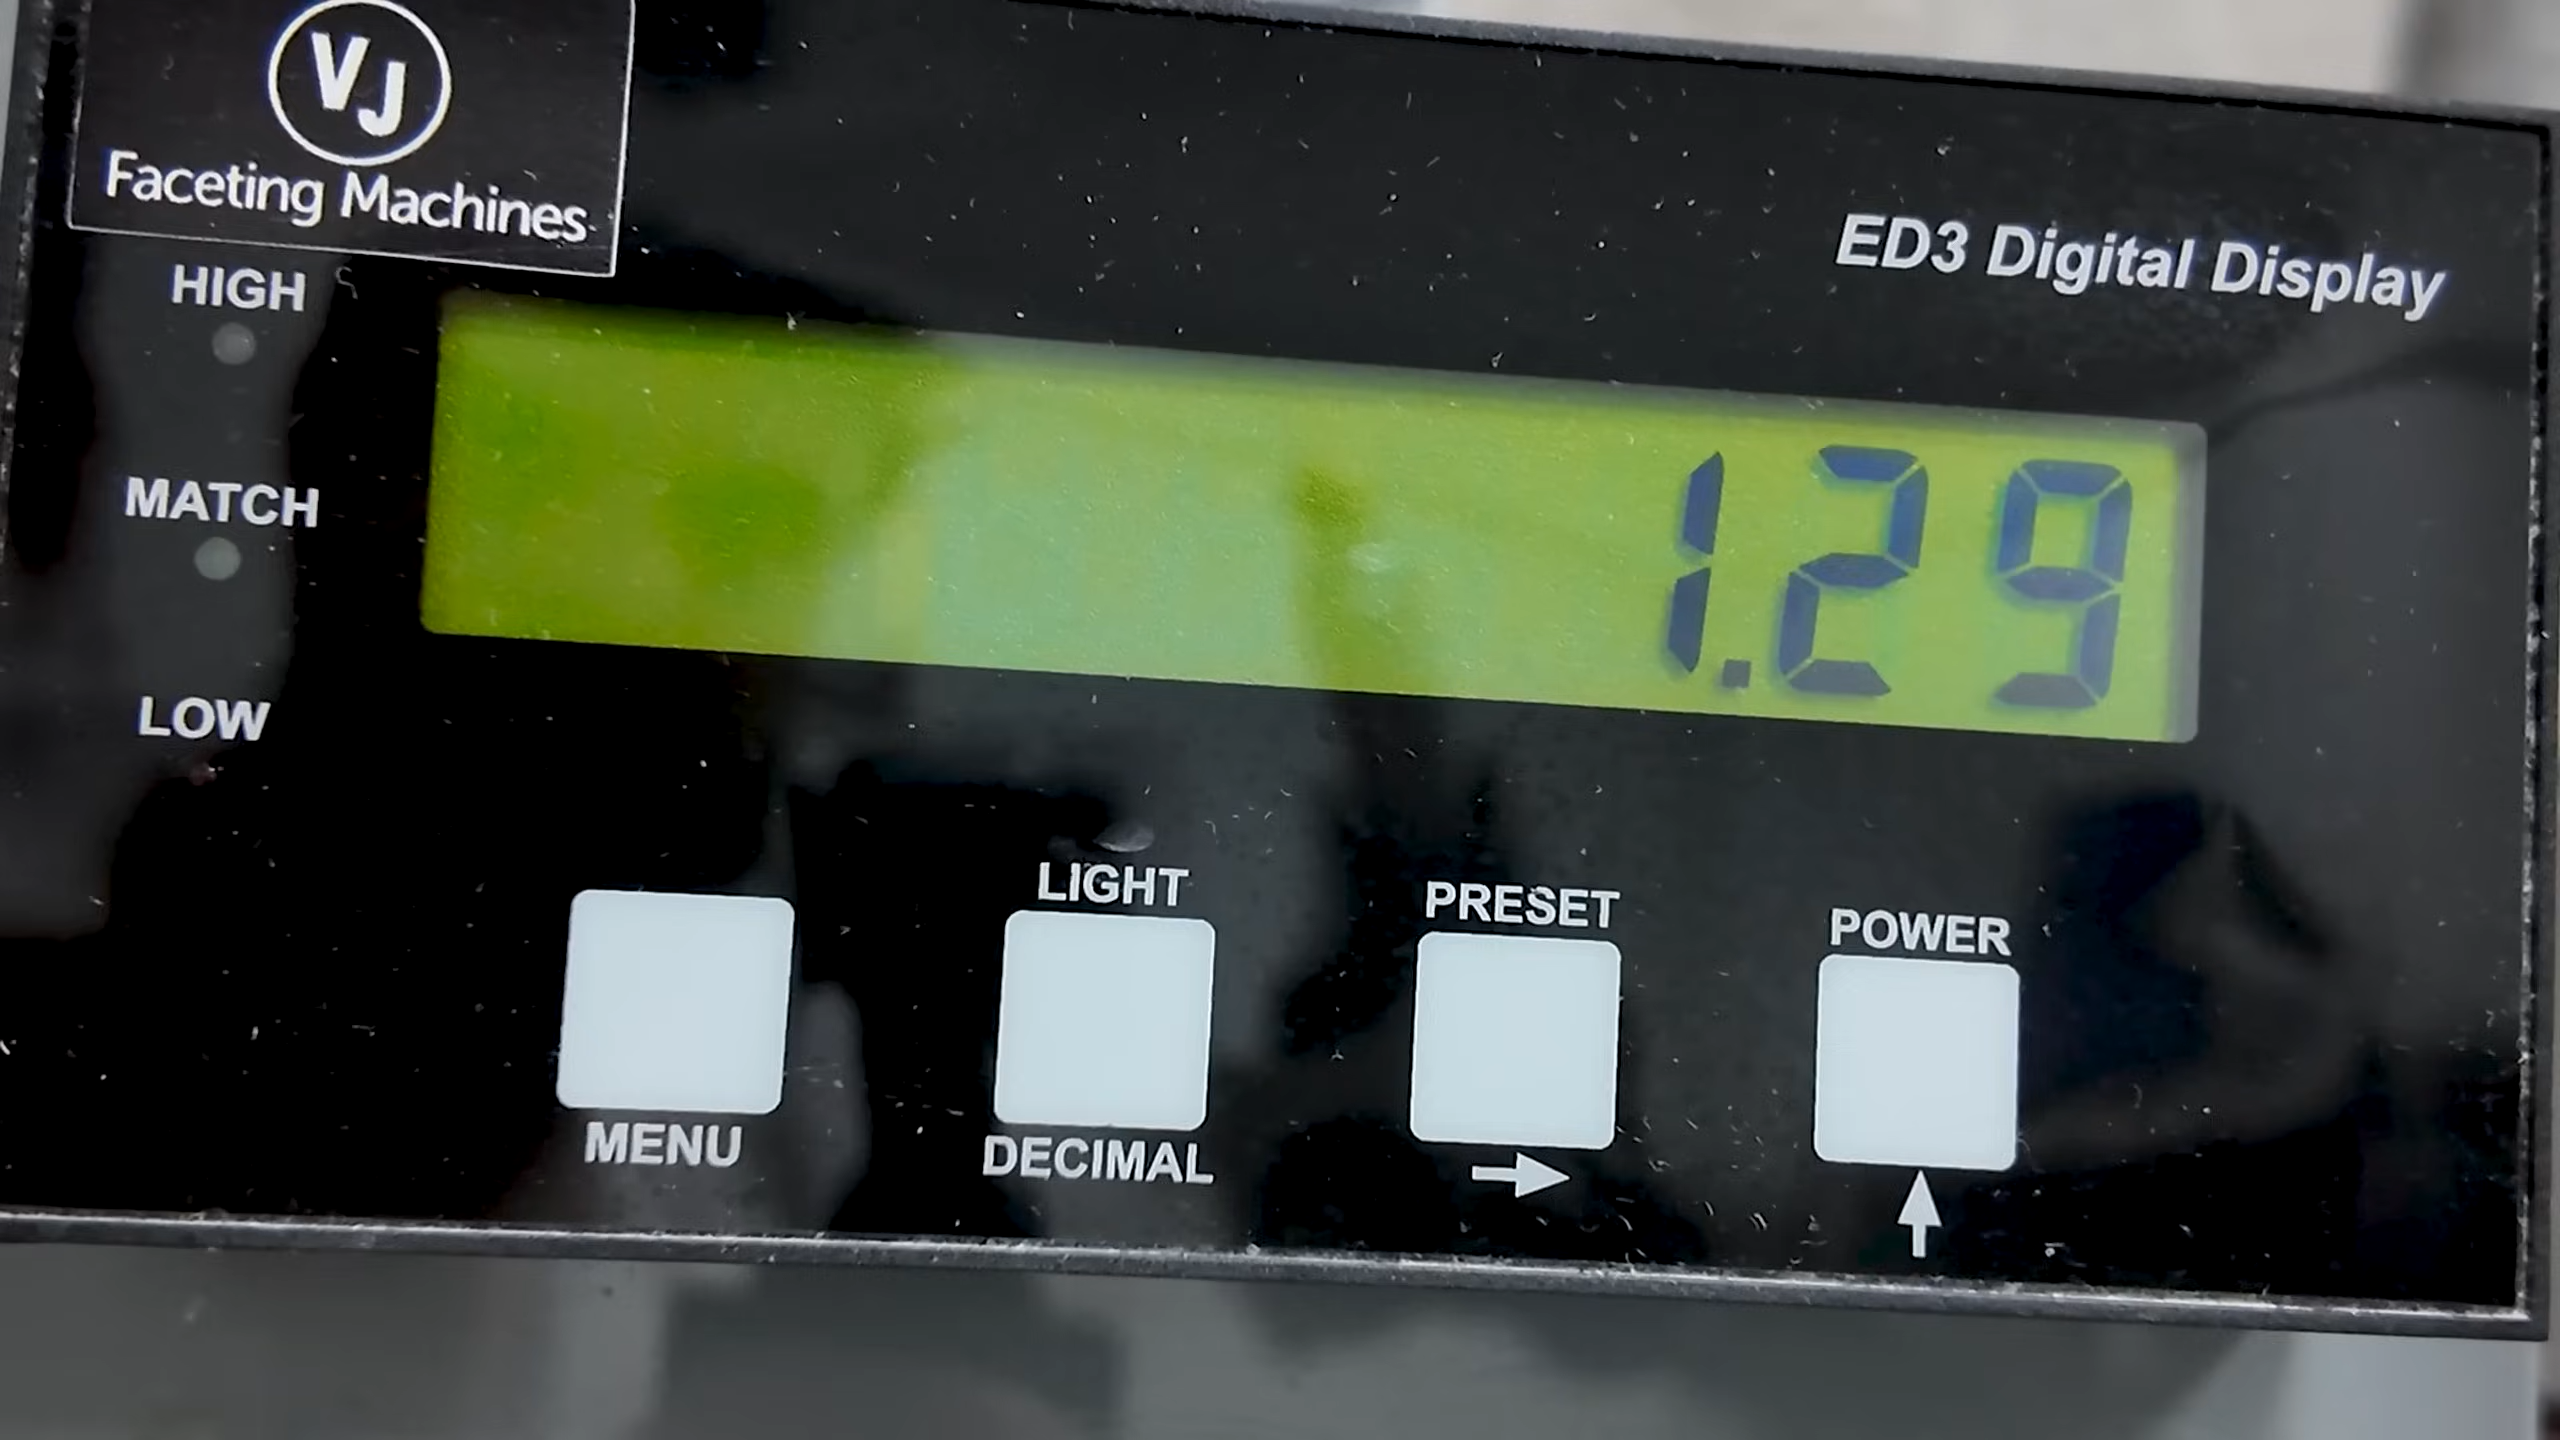 VJ
Faceting Machines
ED3 Digital Display
HIGH
MATCH
LOW
1.29
LIGHT
PRESET
POWER
MENU
DECIMAL